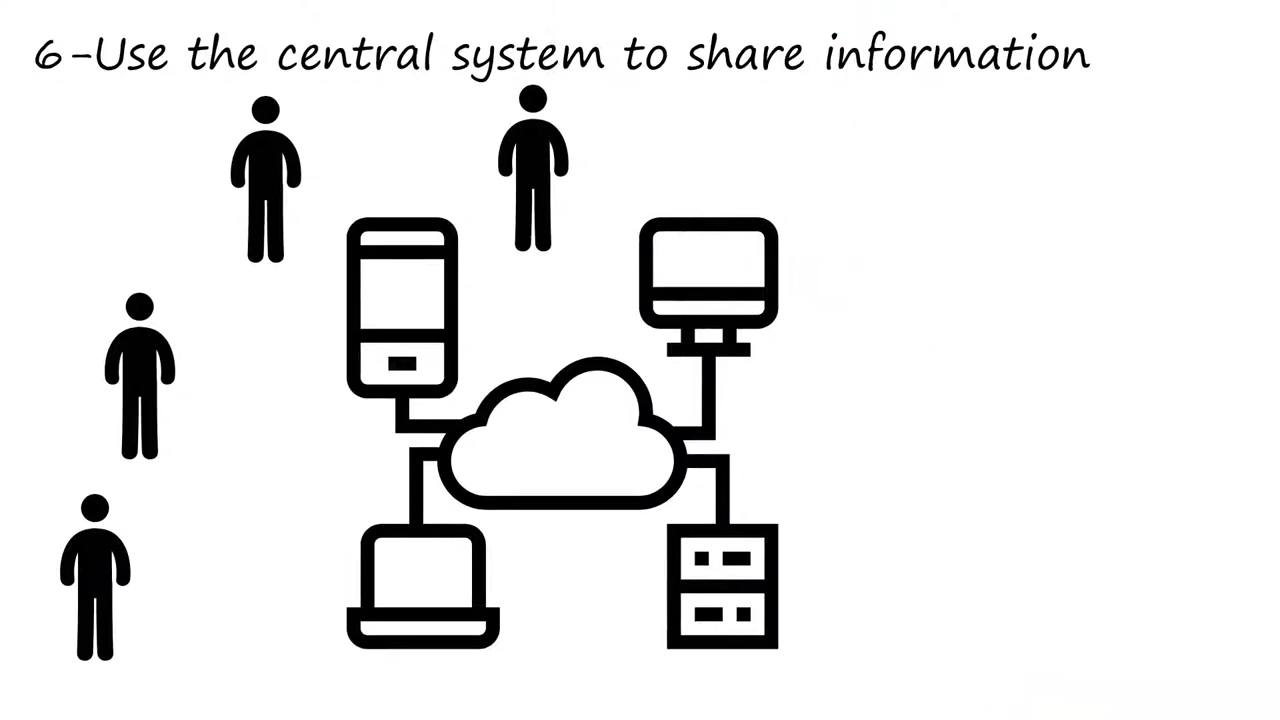 6-Use the central system to share information